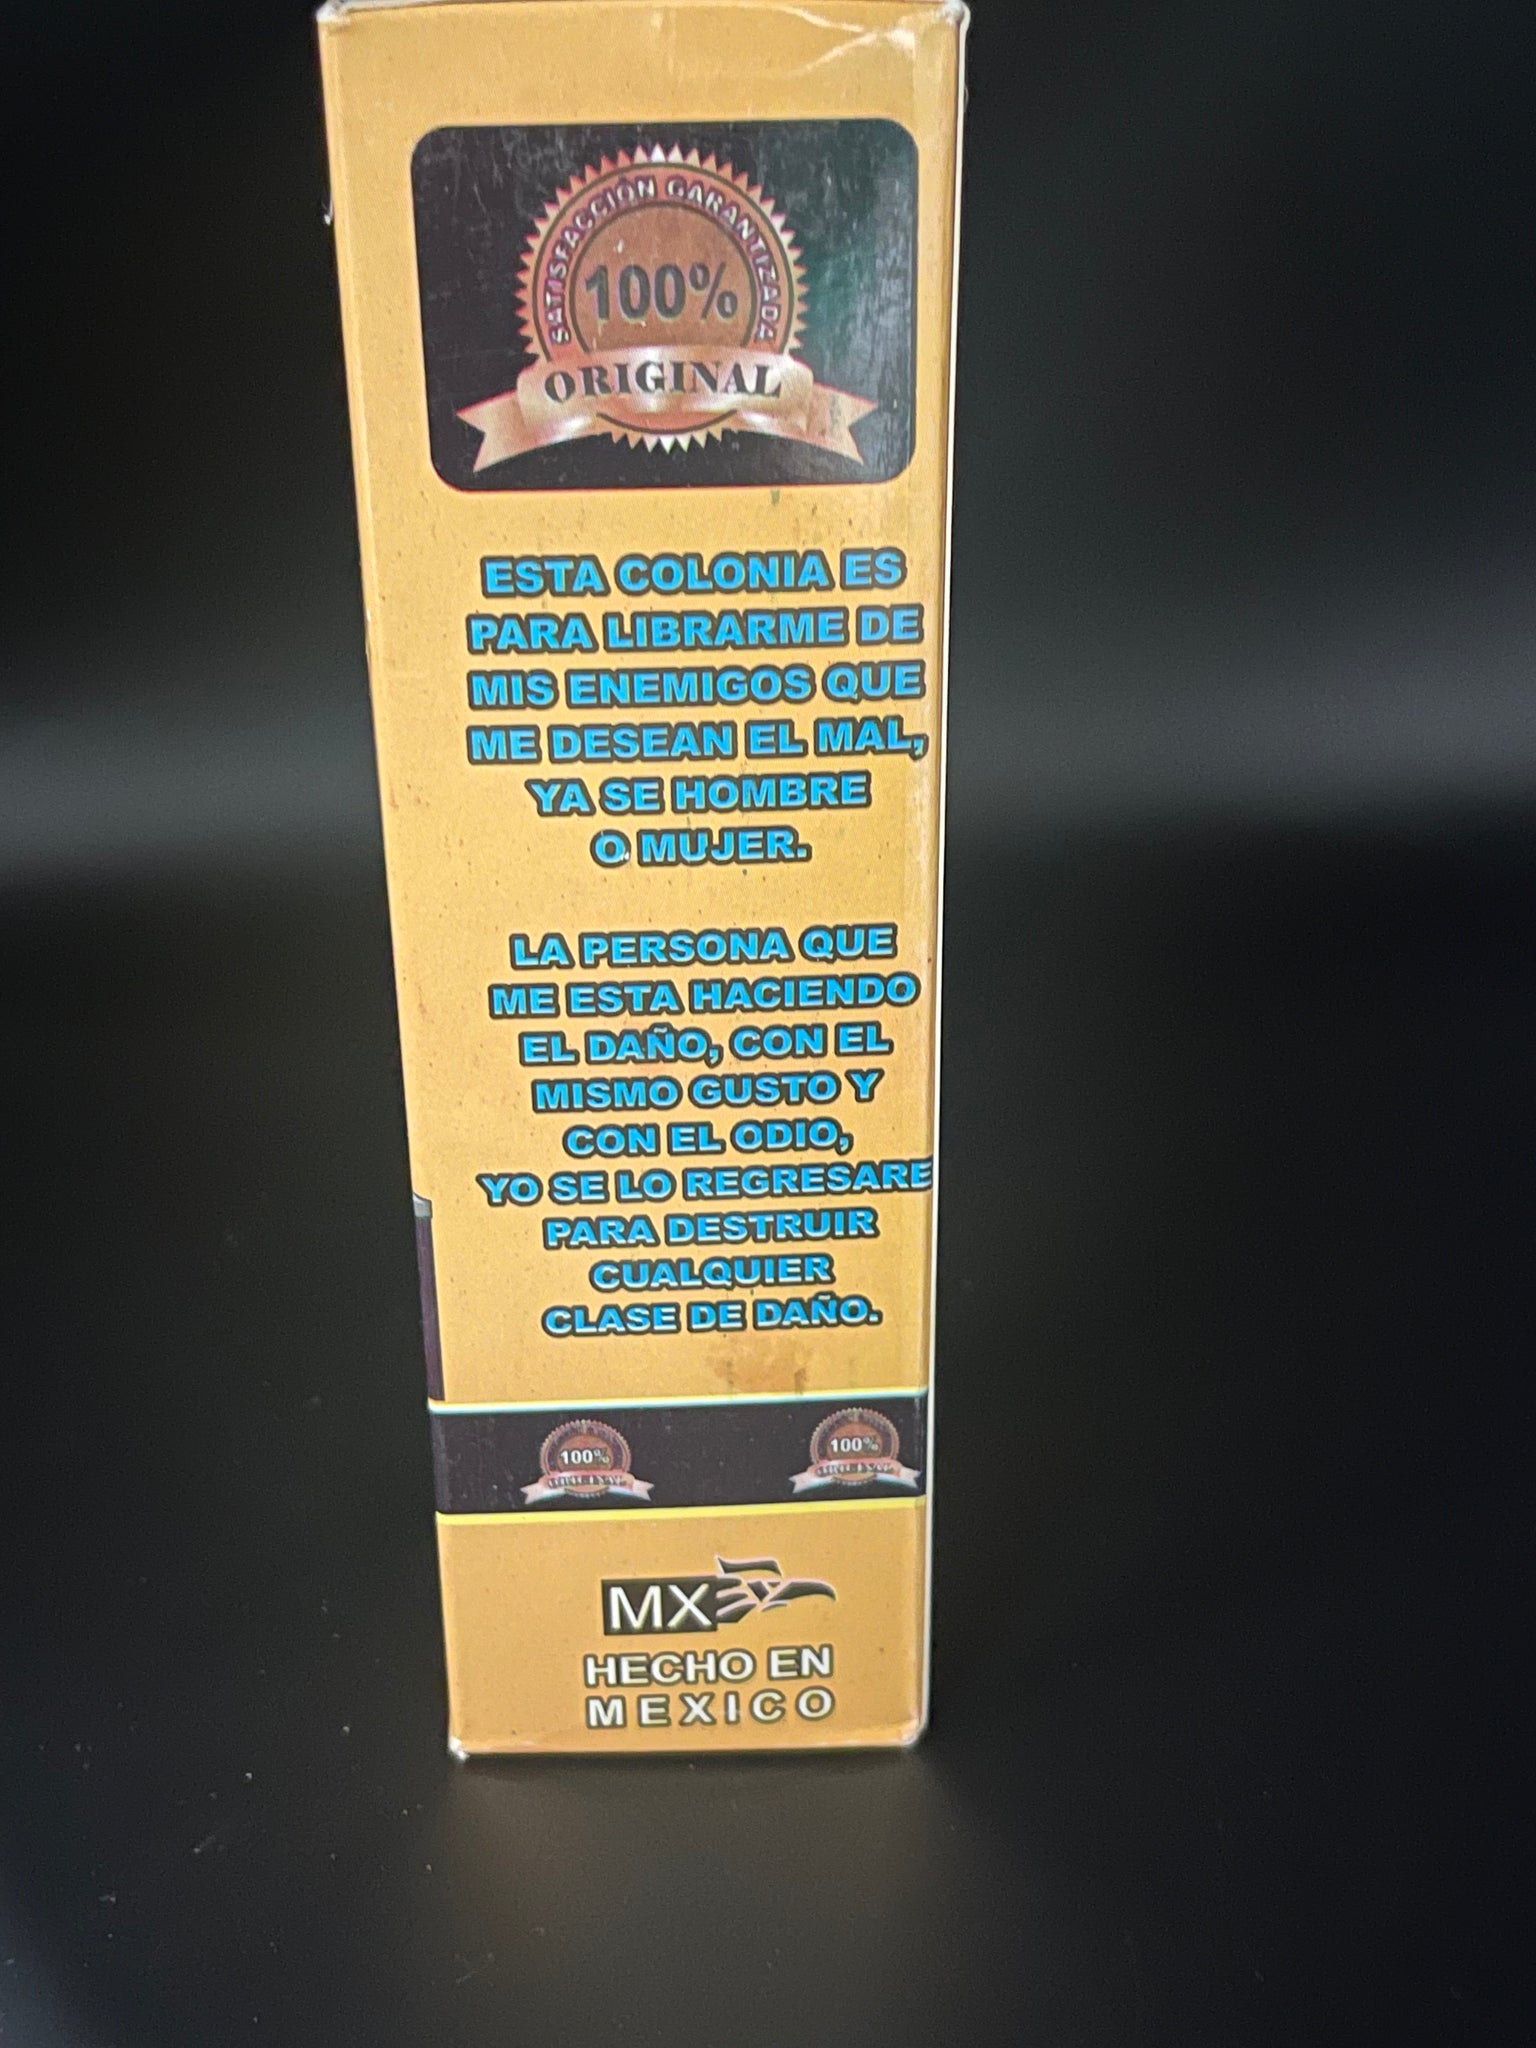 SATISFACCIÓN GARANTIZADA
100%
ORIGINAL
ESTA COLONIA ES
PARA LIBRARME DE
MIS ENEMIGOS QUE
ME DESEAN EL MAL,
YA SE HOMBRE
O MUJER.
LA PERSONA QUE
ME ESTA HACIENDO
EL DAÑO, CON EL
MISMO GUSTO Y
CON EL ODIO,
YO SE LO REGRESARE
PARA DESTRUIR
CUALQUIER
CLASE DE DAÑO.
100% 100%
ORIGINAL ORIGINAL
MX
HECHO EN
MEXICO